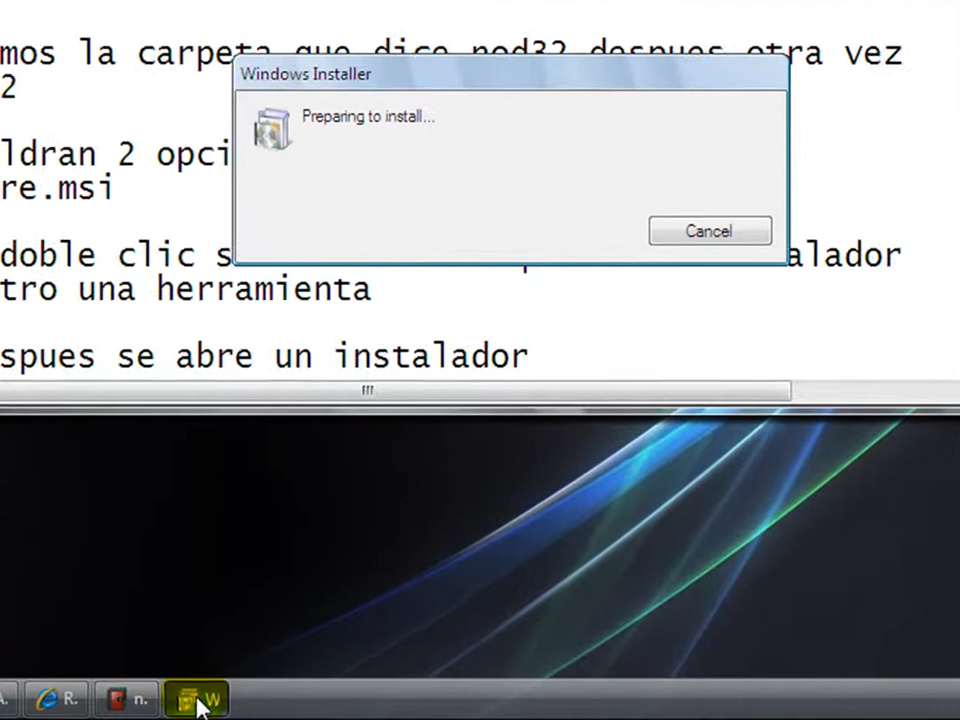 mos la carpeta que dice nod32 despues otra vez
2
Windows Installer
Preparing to install...
ldran 2 opci
re.msi
Cancel
doble clic s alador
tro una herramienta
spues se abre un instalador
A. R. n. W